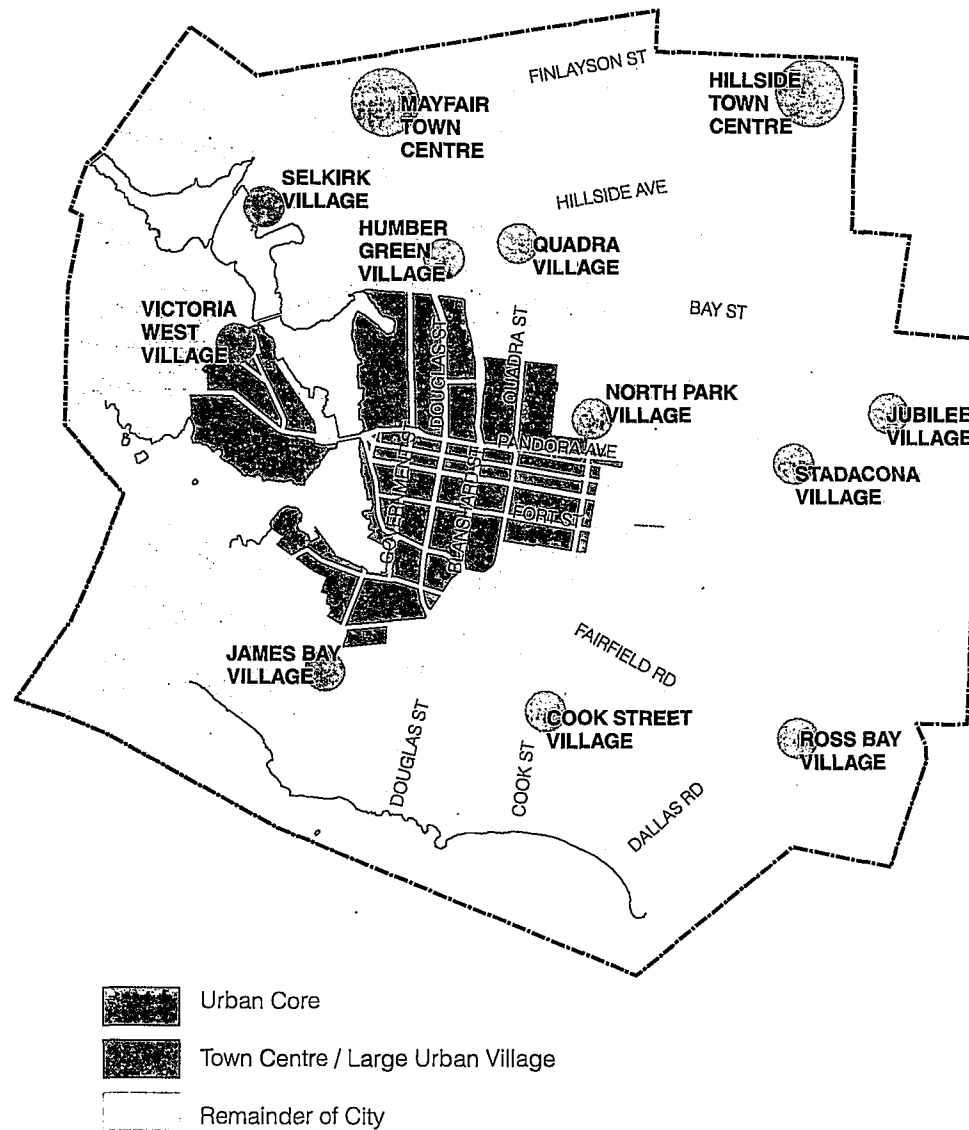 FINLAYSON ST
HILLSIDE
TOWN
CENTRE
MAYFAIR
TOWN
CENTRE
SELKIRK
VILLAGE
HILLSIDE AVE
HUMBER
GREEN
VILLAGE
QUADRA
VILLAGE
VICTORIA
WEST
VILLAGE
BAY ST
DOUGLAS ST
QUADRA ST
NORTH PARK
VILLAGE
JUBILEE
VILLAGE
PANDORA AVE
STADACONA
VILLAGE
GOVERNMENT ST
BLANSHARD ST
FORT ST
JAMES BAY
VILLAGE
FAIRFIELD RD
COOK STREET
VILLAGE
ROSS BAY
VILLAGE
DOUGLAS ST
COOK ST
DALLAS RD
Urban Core
Town Centre / Large Urban Village
Remainder of City